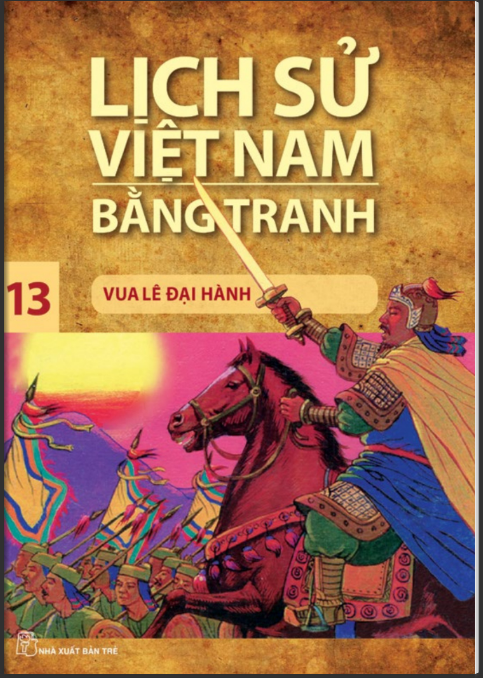 LỊCH SỬ
VIỆT NAM
BẰNG TRANH
13
VUA LÊ ĐẠI HÀNH
NHÀ XUẤT BẢN TRẺ